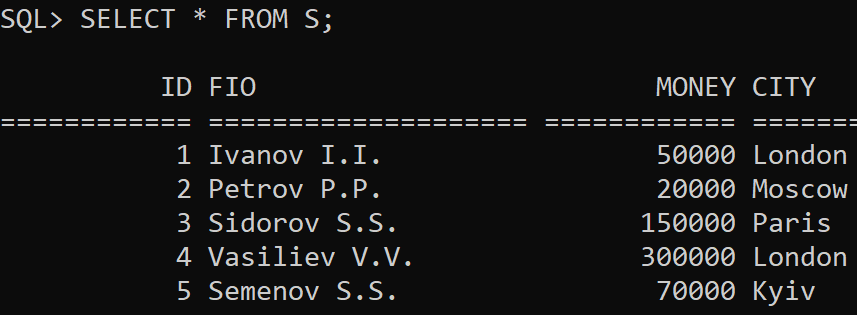 SQL> SELECT * FROM S;
ID FIO MONEY CITY
============ ==================== ============ =======
1 Ivanov I.I. 50000 London
2 Petrov P.P. 20000 Moscow
3 Sidorov S.S. 150000 Paris
4 Vasiliev V.V. 300000 London
5 Semenov S.S. 70000 Kyiv